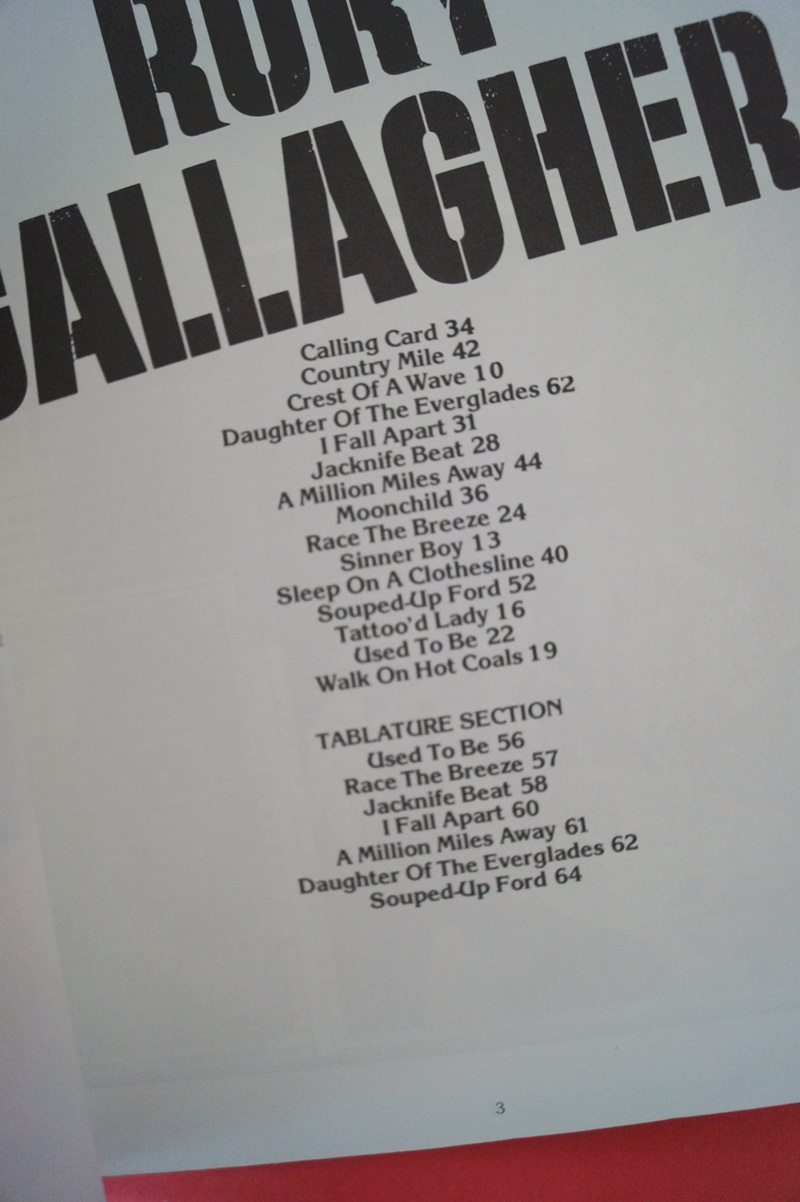 RORY
GALLAGHER
Calling Card 34
Country Mile 42
Crest Of A Wave 10
Daughter Of The Everglades 62
I Fall Apart 31
Jacknife Beat 28
A Million Miles Away 44
Moonchild 36
Race The Breeze 24
Sinner Boy 13
Sleep On A Clothesline 40
Souped-Up Ford 52
Tattoo'd Lady 16
Used To Be 22
Walk On Hot Coals 19
TABLATURE SECTION
Used To Be 56
Race The Breeze 57
Jacknife Beat 58
I Fall Apart 60
A Million Miles Away 61
Daughter Of The Everglades 62
Souped-Up Ford 64
3